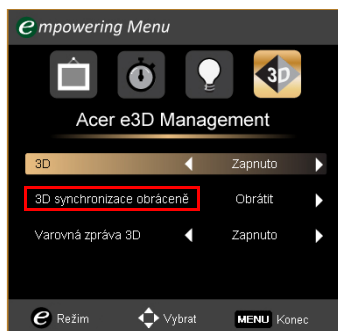 e mpowering Menu
3D
Acer e3D Management
3D Zapnuto
3D synchronizace obráceně Obrátit
Varovná zpráva 3D Zapnuto
e Režim Vybrat MENU Konec